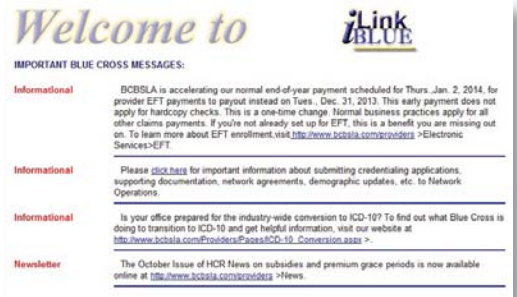 Welcome to iLink BLUE
IMPORTANT BLUE CROSS MESSAGES:
Informational BCBSLA is accelerating our normal end-of-year payment scheduled for Thurs.,Jan. 2, 2014, for
provider EFT payments to payout instead on Tues., Dec. 31, 2013. This early payment does not
apply for hardcopy checks. This is a one-time change. Normal business practices apply for all
other claims payments. If you're not already set up for EFT, this is a benefit you are missing out
on. To learn more about EFT enrollment,visit http://www.bcbsla.com/providers >Electronic
Services>EFT.
Informational Please click here for important information about submitting credentialing applications,
supporting documentation, network agreements, demographic updates, etc. to Network
Operations.
Informational Is your office prepared for the industry-wide conversion to ICD-10? To find out what Blue Cross is
doing to transition to ICD-10 and get helpful information, visit our website at
http://www.bcbsla.com/Providers/Pages/ICD-10_Conversion.aspx >.
Newsletter The October Issue of HCR News on subsidies and premium grace periods is now available
online at http://www.bcbsla.com/providers >News.